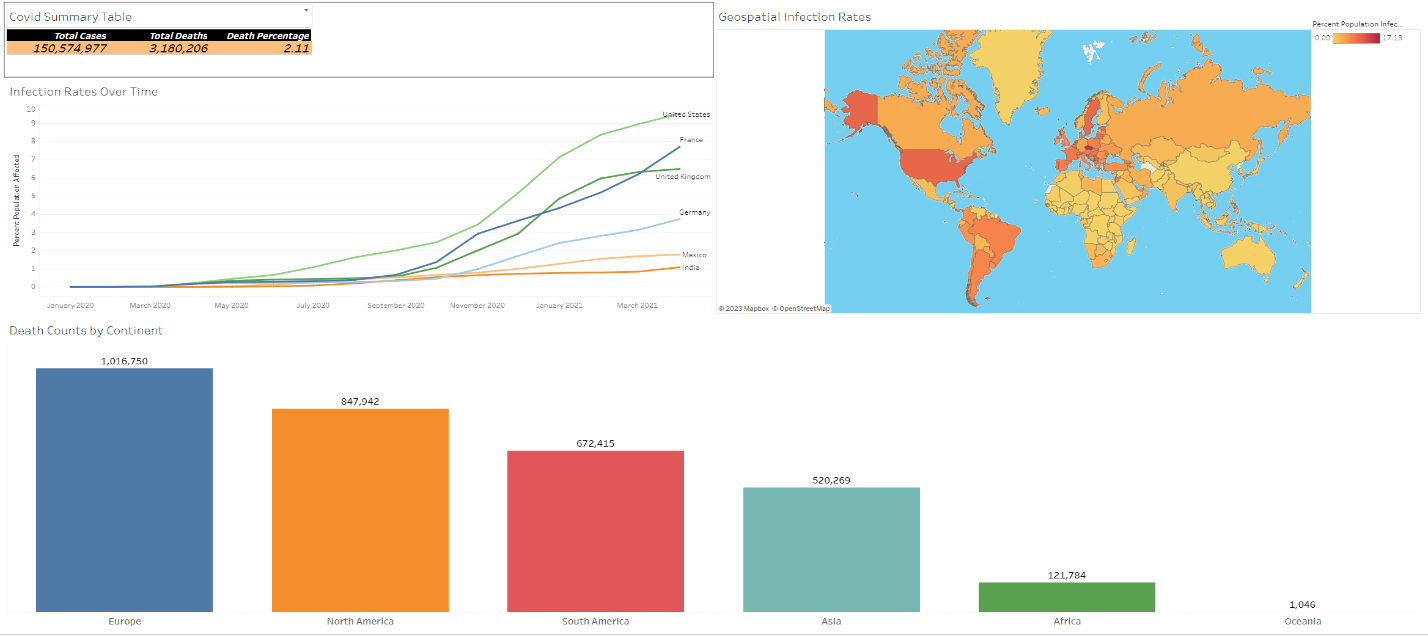 Covid Summary Table
Total Cases Total Deaths Death Percentage
150,574,977 3,180,206 2.11
Infection Rates Over Time
Percent Population Affected
10
9
8
7
6
5
4
3
2
1
0
United States
France
United Kingdom
Germany
Mexico
India
January 2020 March 2020 May 2020 July 2020 September 2020 November 2020 January 2021 March 2021
Geospatial Infection Rates
Percent Population Infec...
0.00 17.13
© 2023 Mapbox © OpenStreetMap
Death Counts by Continent
1,016,750
847,942
672,415
520,269
121,784
1,046
Europe North America South America Asia Africa Oceania